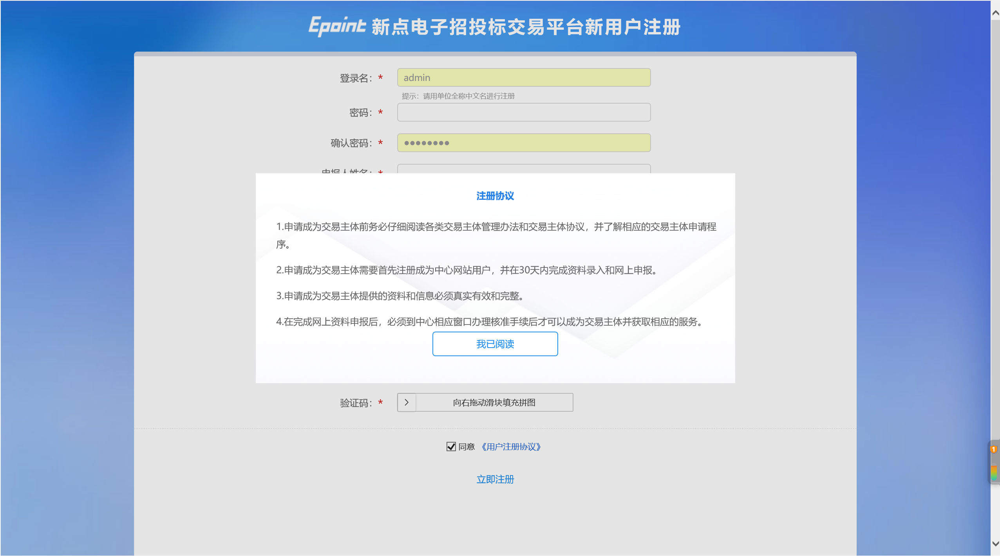 Epoint 新点电子招投标交易平台新用户注册
登录名：* admin
提示：请用单位全称中文名进行注册
密码：*
确认密码：* ●●●●●●●●
申报人姓名：*
注册协议
1.申请成为交易主体前务必仔细阅读各类交易主体管理办法和交易主体协议，并了解相应的交易主体申请程
序。
2.申请成为交易主体需要首先注册成为中心网站用户，并在30天内完成资料录入和网上申报。
3.申请成为交易主体提供的资料和信息必须真实有效和完整。
4.在完成网上资料申报后，必须到中心相应窗口办理核准手续后才可以成为交易主体并获取相应的服务。
我已阅读
验证码：* 向右拖动滑块填充拼图
同意 《用户注册协议》
1
立即注册